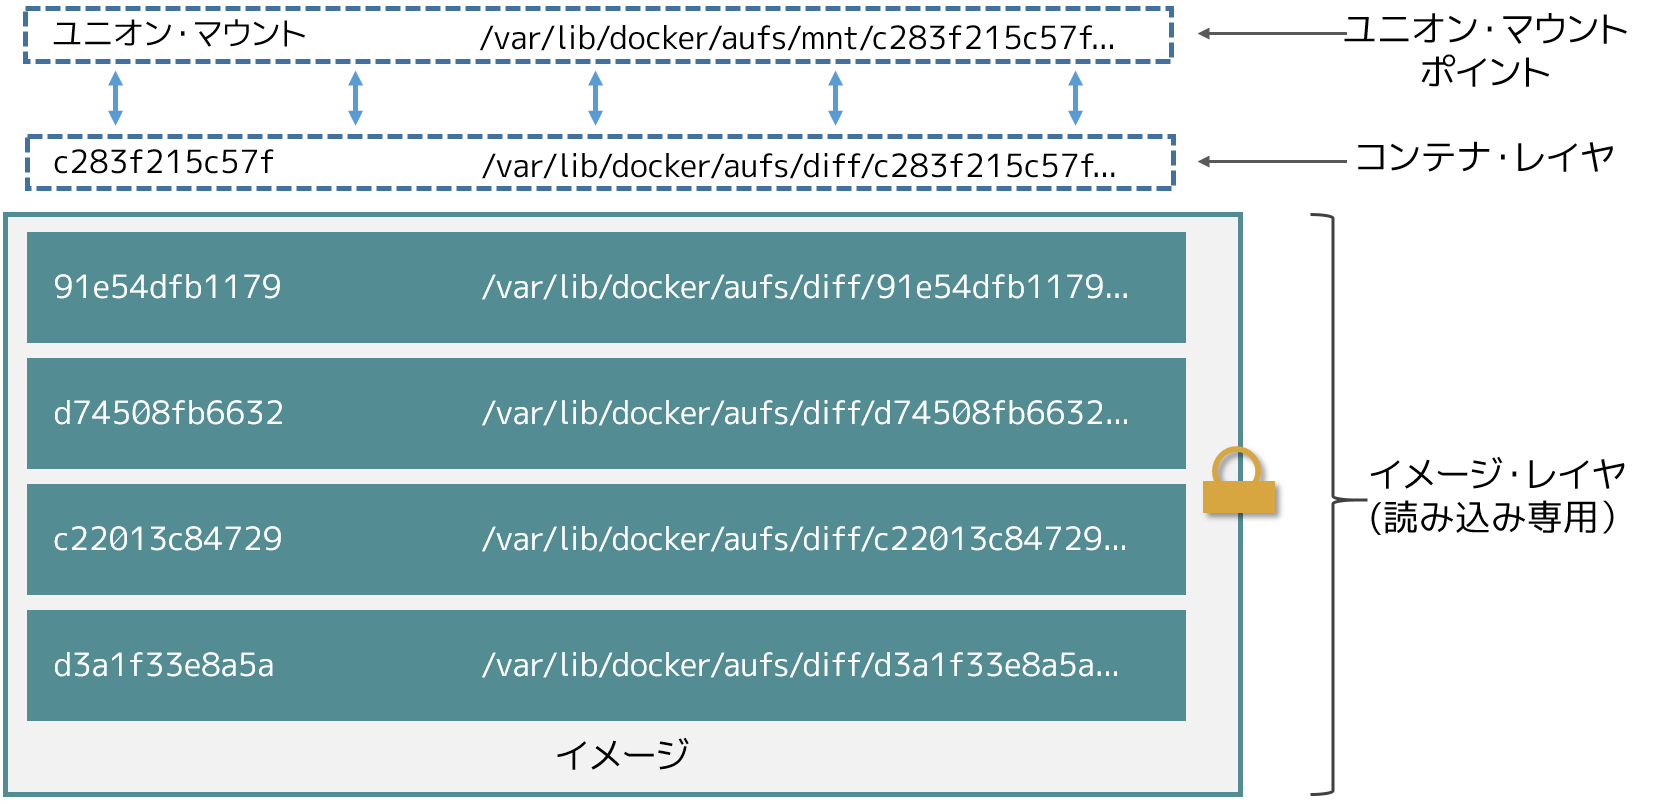 ユニオン・マウント /var/lib/docker/aufs/mnt/c283f215c57f...
ユニオン・マウント
ポイント
c283f215c57f /var/lib/docker/aufs/diff/c283f215c57f...
コンテナ・レイヤ
91e54dfb1179 /var/lib/docker/aufs/diff/91e54dfb1179...
d74508fb6632 /var/lib/docker/aufs/diff/d74508fb6632...
イメージ・レイヤ
(読み込み専用)
c22013c84729 /var/lib/docker/aufs/diff/c22013c84729...
d3a1f33e8a5a /var/lib/docker/aufs/diff/d3a1f33e8a5a...
イメージ